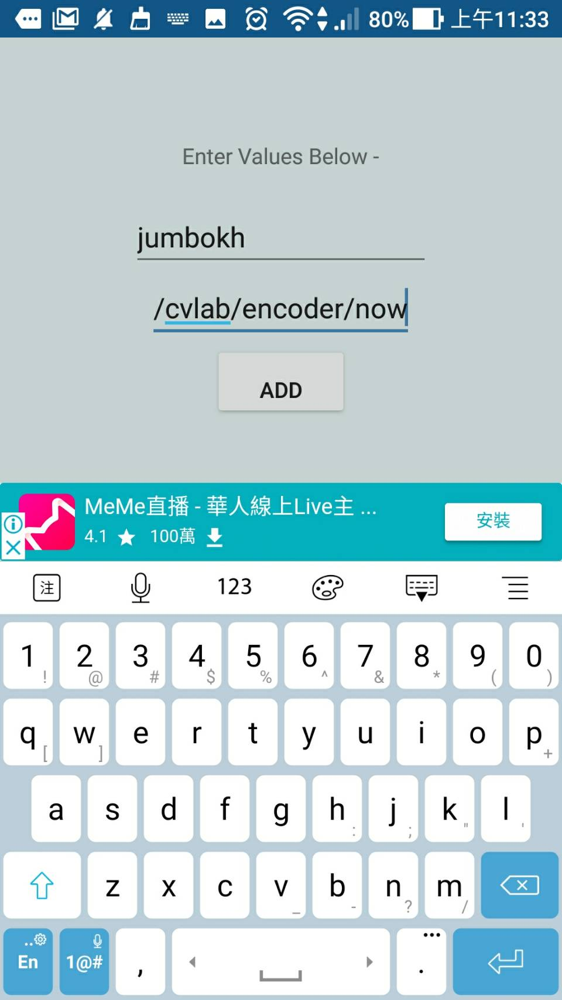 80% 上午11:33
Enter Values Below -
jumbokh
/cvlab/encoder/now
ADD
MeMe直播 - 華人線上Live主 ...
4.1 ★ 100萬
安裝
注 123
1 ! 2 @ 3 # 4 $ 5 % 6 ^ 7 & 8 * 9 ( 0 )
q [ w ] e r t y u i o p +
a s d f g h : j ; k " l '
z x c v _ b - n ? m /
En 1@# , . ...